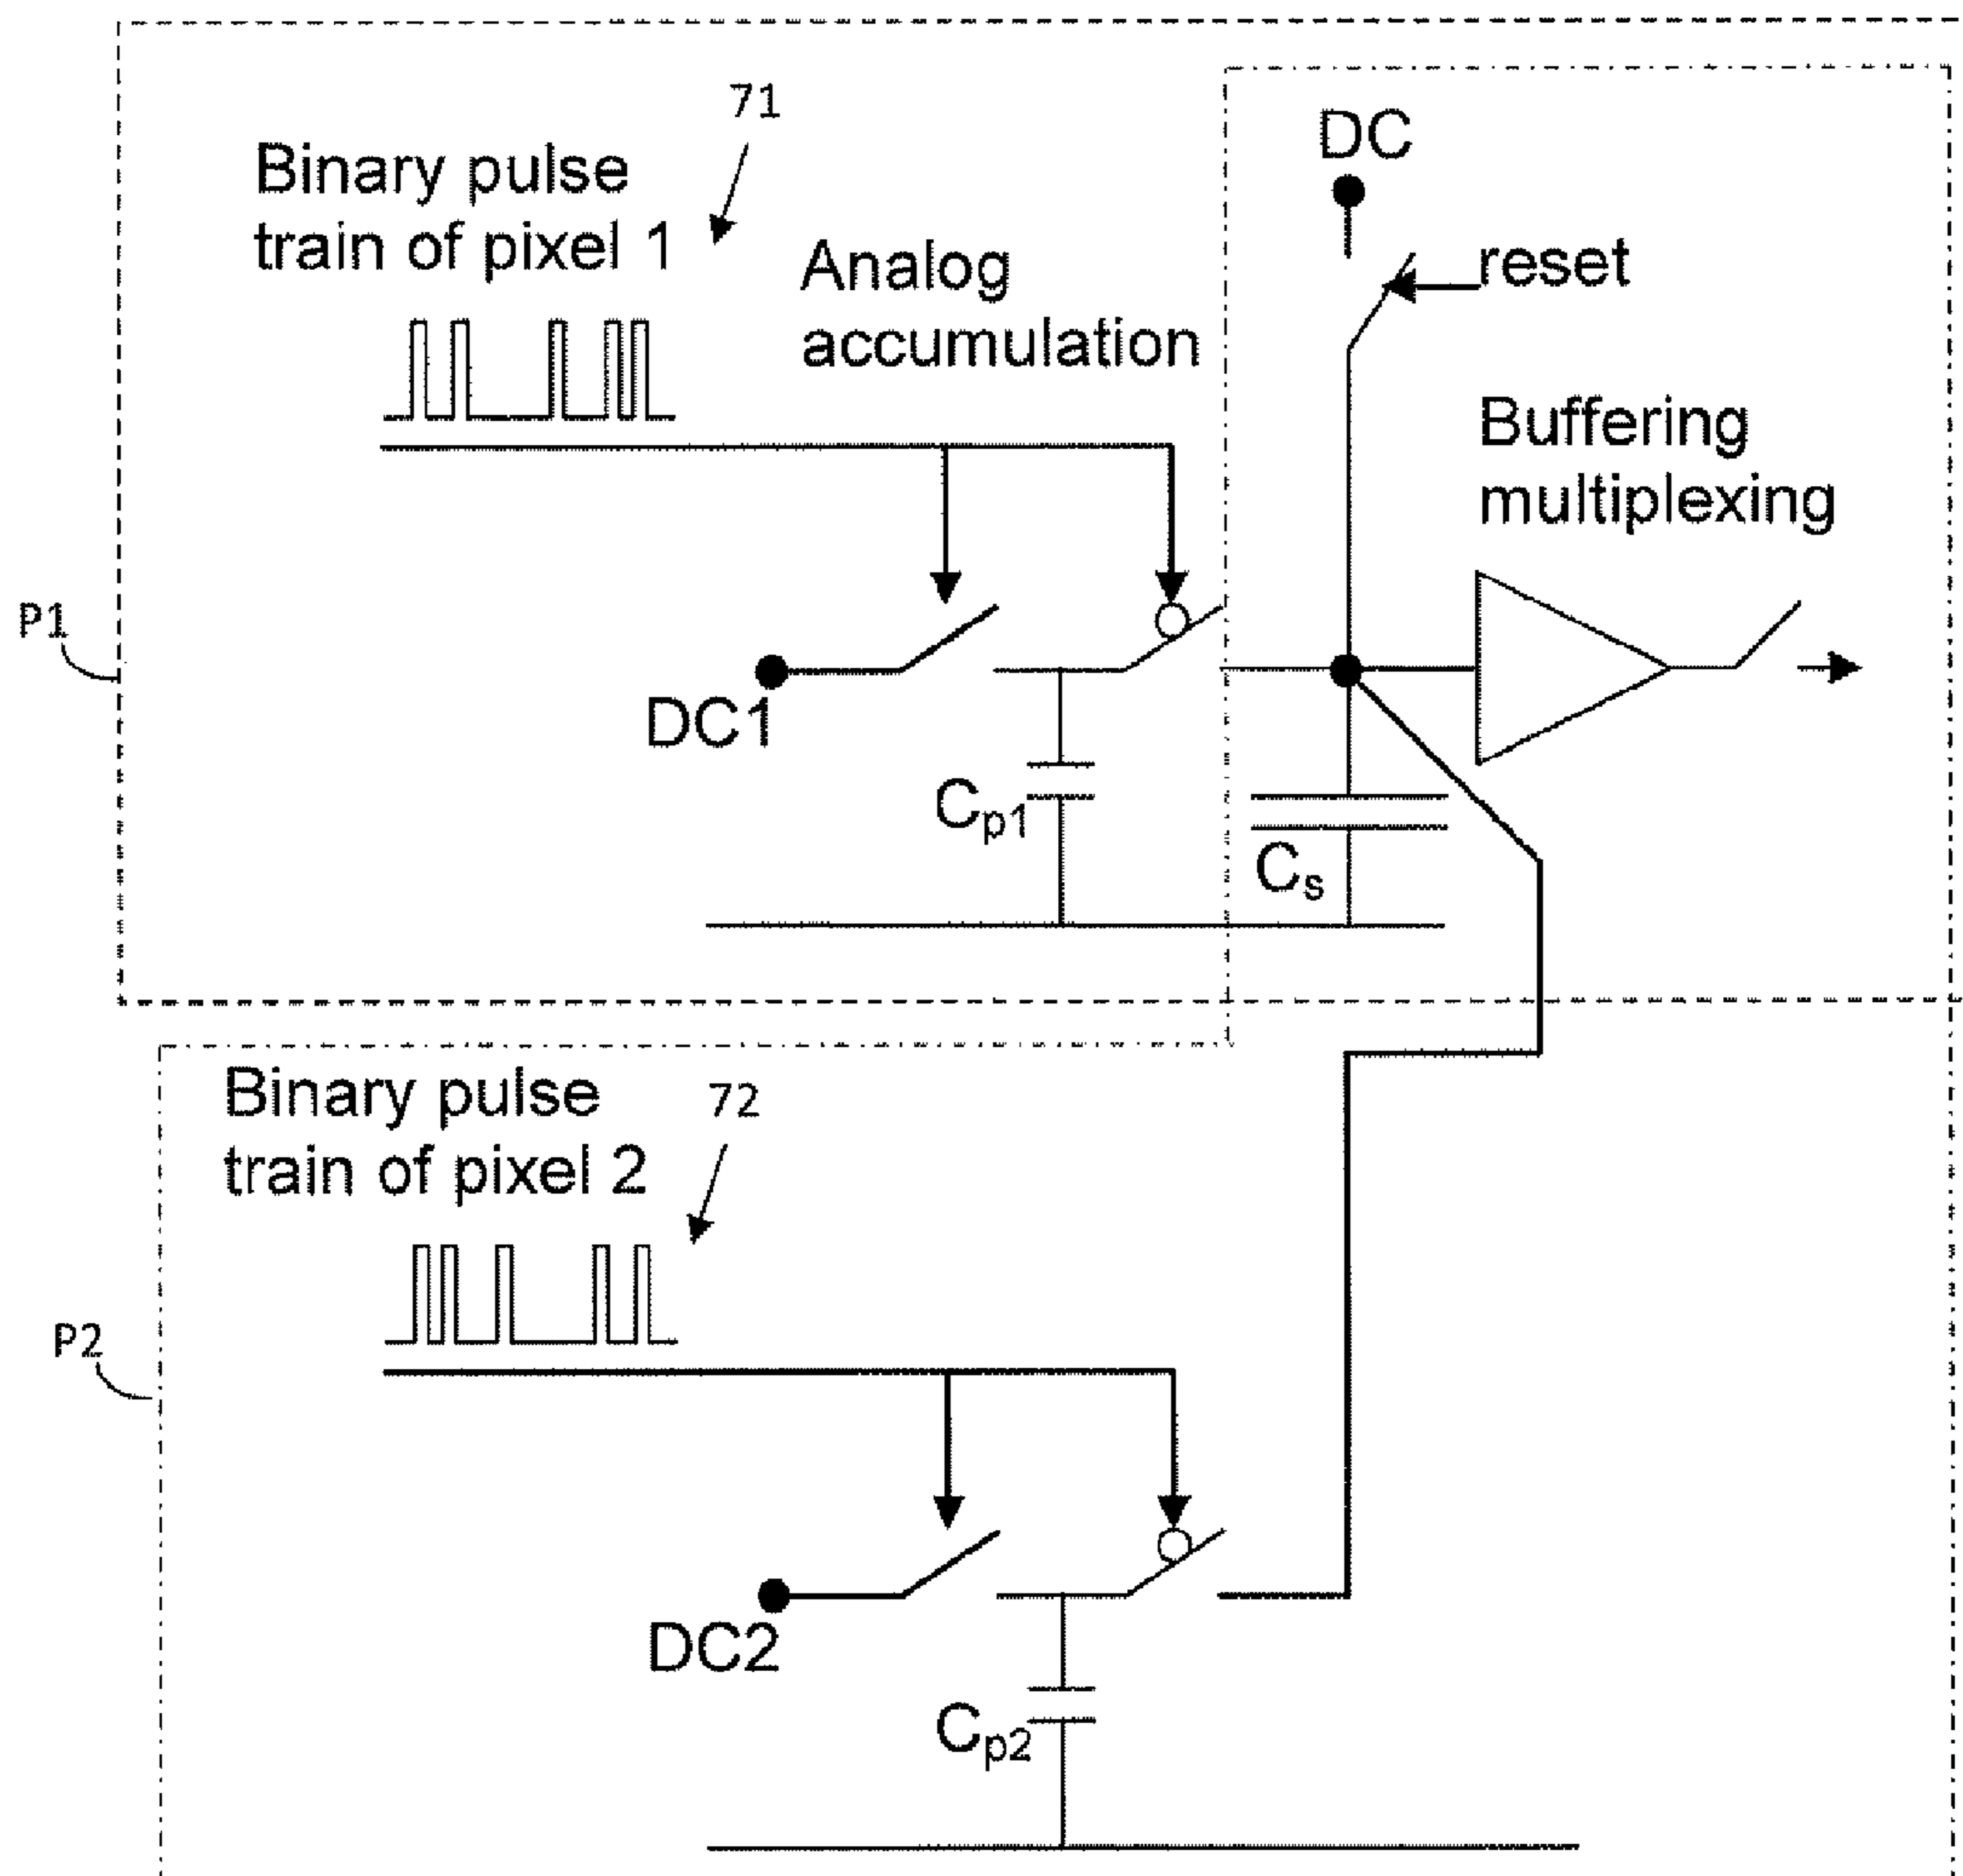 71
Binary pulse
train of pixel 1
DC
reset
Analog
accumulation
Buffering
multiplexing
P1
DC1
Cp1
Cs
Binary pulse
train of pixel 2
72
P2
DC2
Cp2